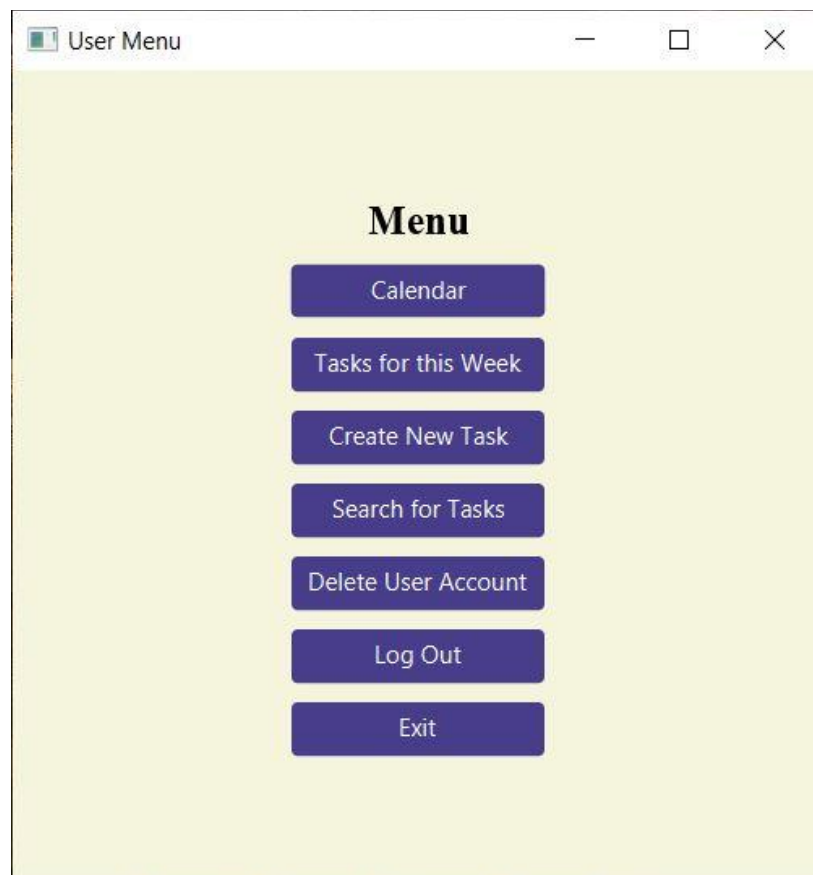 User Menu
Menu
Calendar
Tasks for this Week
Create New Task
Search for Tasks
Delete User Account
Log Out
Exit